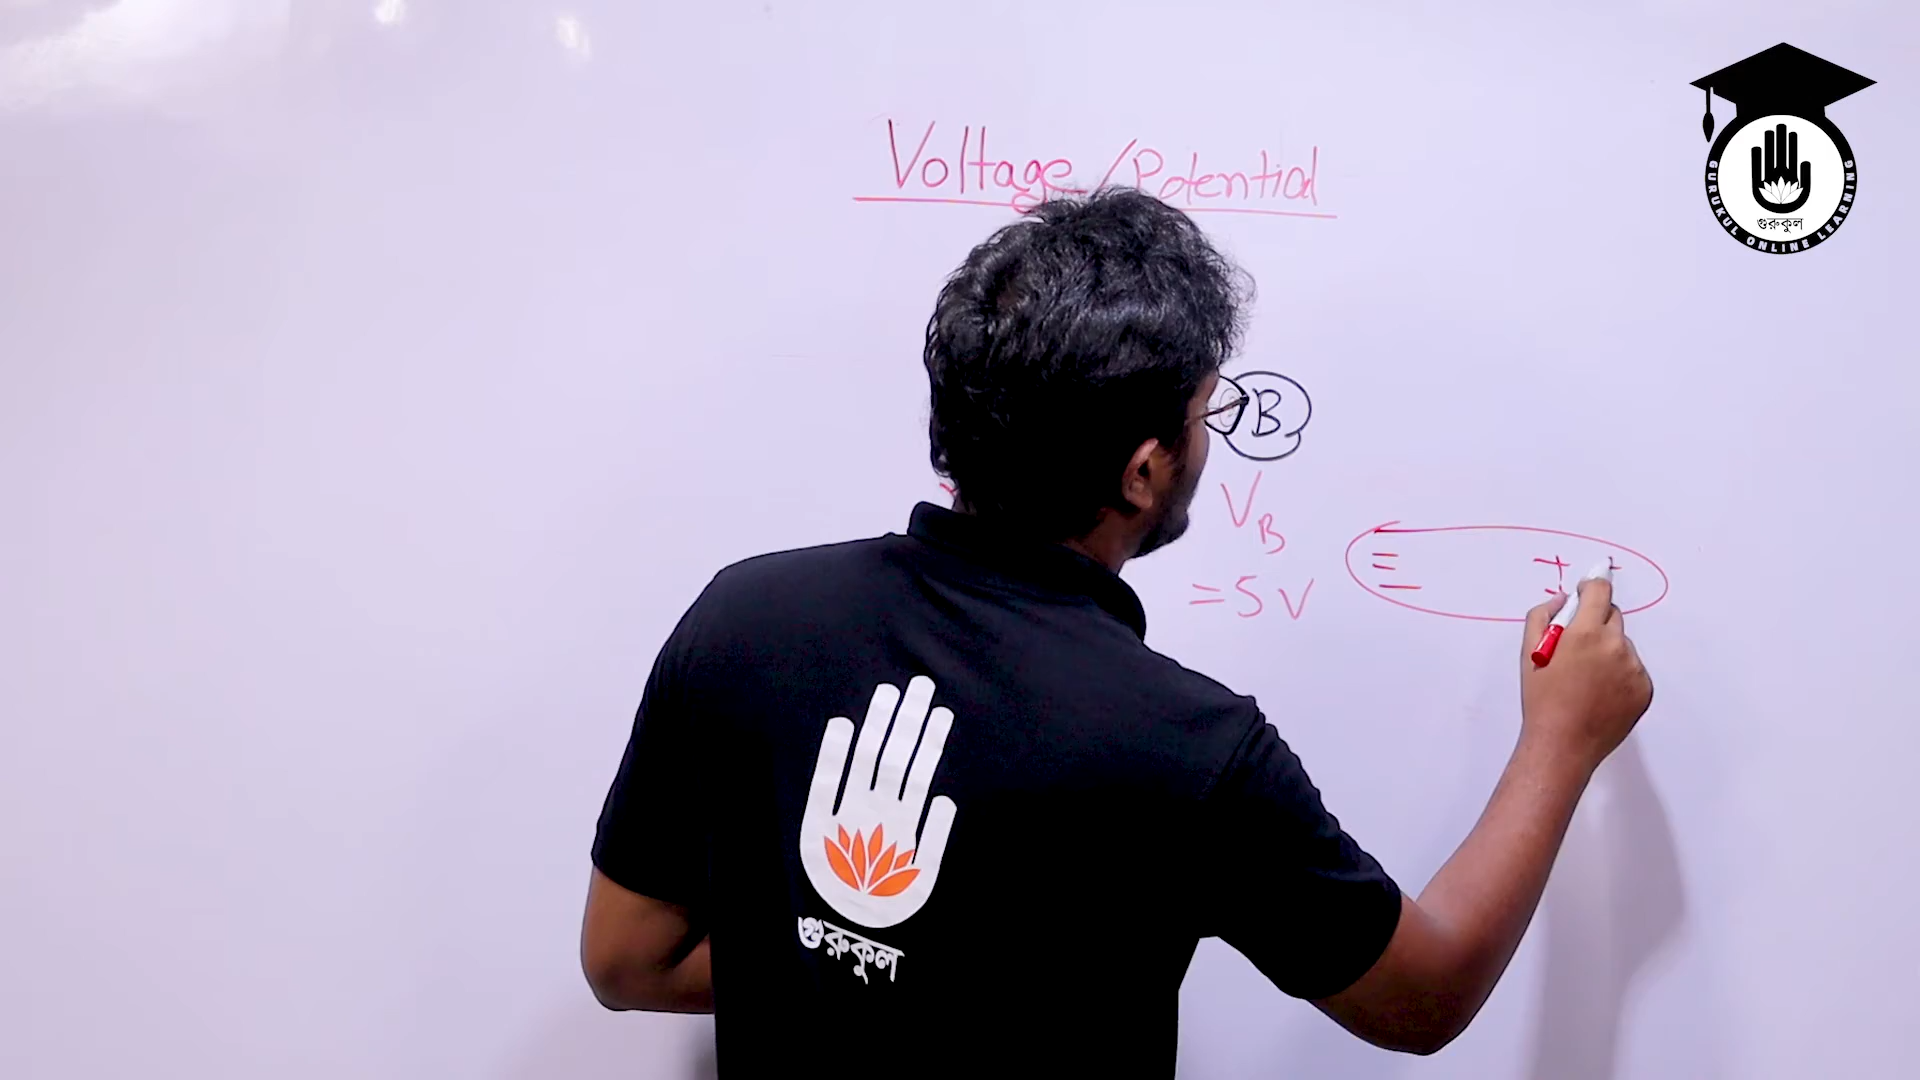 Voltage/Potential
B
V_B
= 5 V
- - -
+ +
+
গুরুকুল
GURUKUL ONLINE LEARNING
গুরুকুল